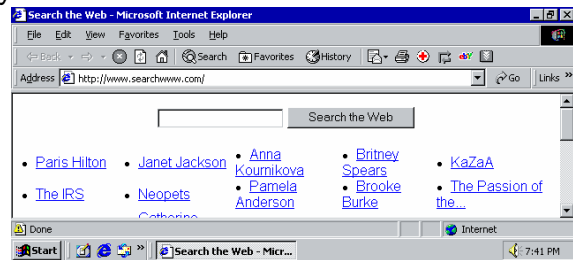 Search the Web - Microsoft Internet Explorer
File Edit View Favorites Tools Help
Back Search Favorites History
Address http://www.searchwww.com/ Go Links »
Search the Web
• Paris Hilton • Janet Jackson • Anna Kournikova • Britney Spears • KaZaA
• The IRS • Neopets • Pamela Anderson • Brooke Burke • The Passion of the...
Catherine
Done Internet
Start » Search the Web - Micr... 7:41 PM